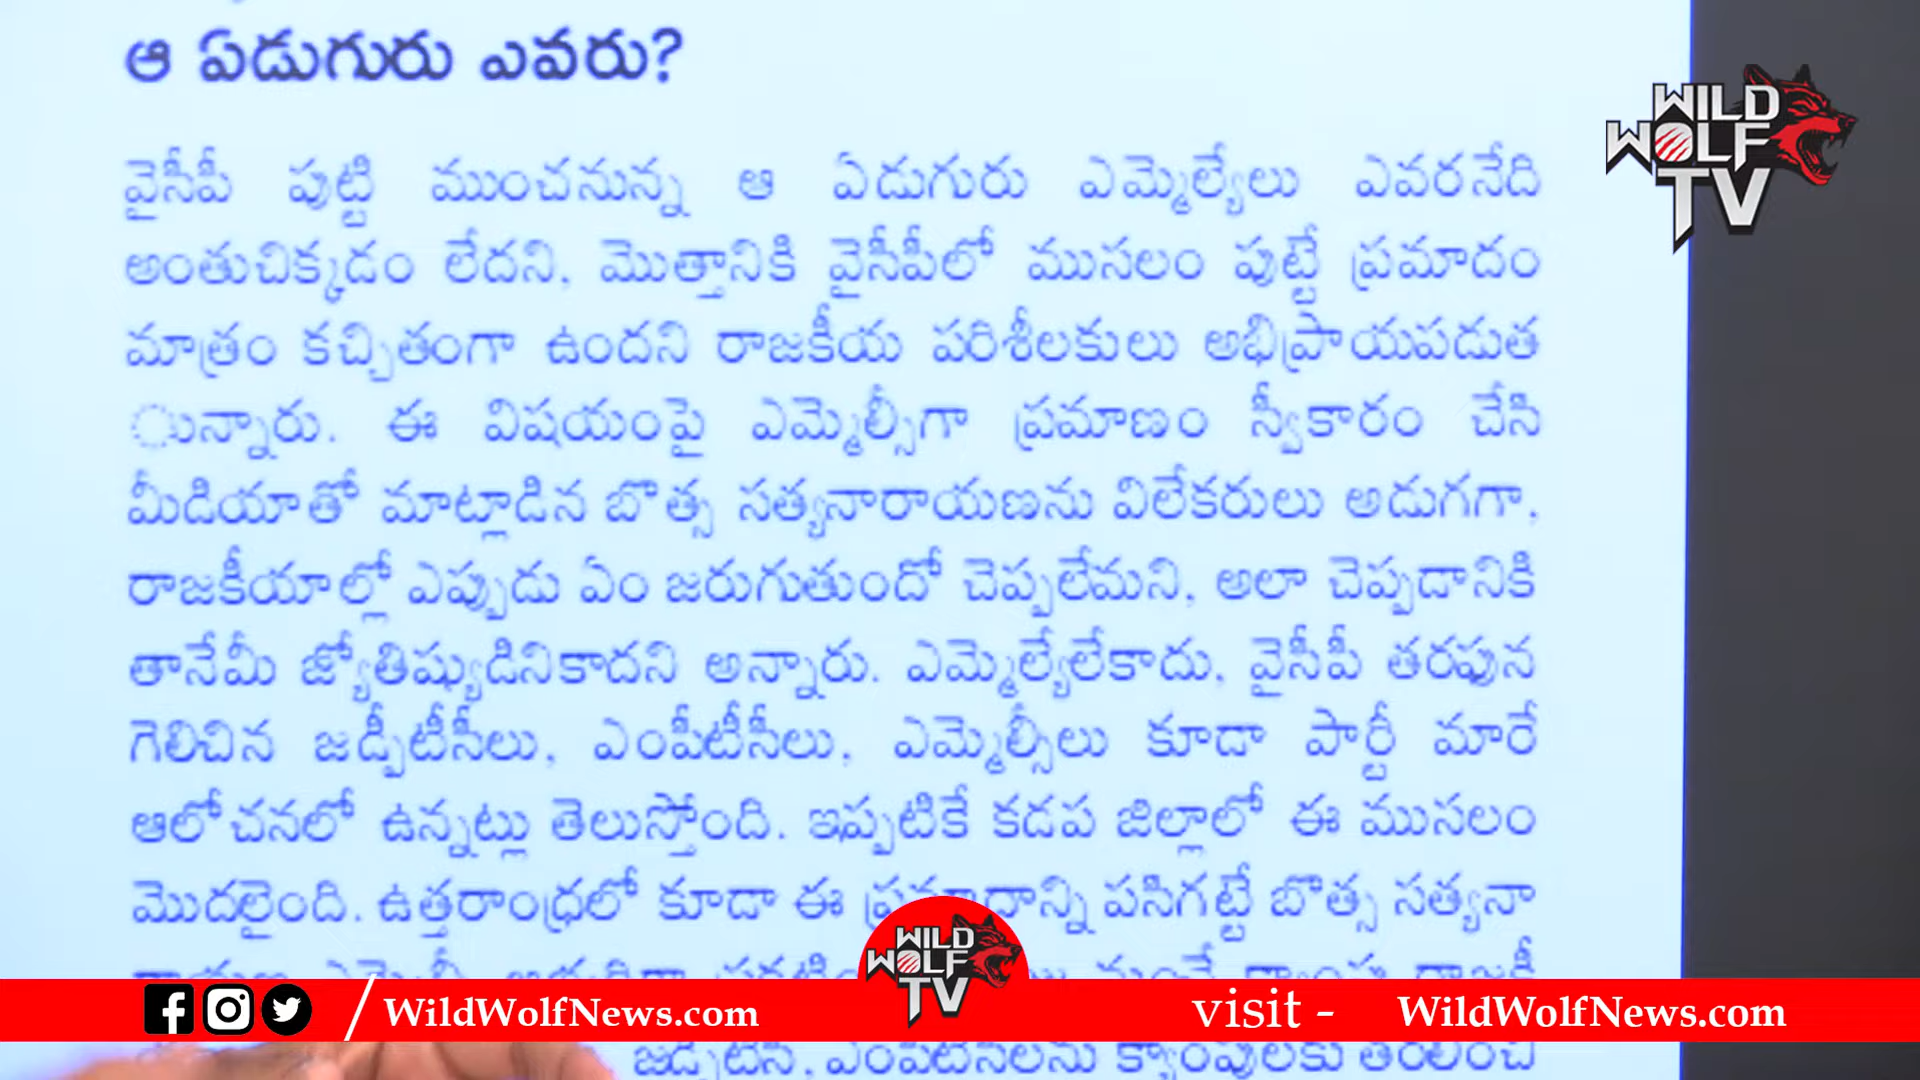 ఆ ఏడుగురు ఎవరు?
WILD
WOLF
TV
వైసీపీ పుట్టి ముంచనున్న ఆ ఏడుగురు ఎమ్మెల్యేలు ఎవరనేది
అంతుచిక్కడం లేదని, మొత్తానికి వైసీపీలో ముసలం పుట్టే ప్రమాదం
మాత్రం కచ్చితంగా ఉందని రాజకీయ పరిశీలకులు అభిప్రాయపడుత
ున్నారు. ఈ విషయంపై ఎమ్మెల్సీగా ప్రమాణం స్వీకారం చేసి
మీడియాతో మాట్లాడిన బొత్స సత్యనారాయణను విలేకరులు అడుగగా,
రాజకీయాల్లో ఎప్పుడు ఏం జరుగుతుందో చెప్పలేమని, అలా చెప్పడానికి
తానేమీ జ్యోతిష్యుడినికాదని అన్నారు. ఎమ్మెల్యేలేకాదు, వైసీపీ తరఫున
గెలిచిన జడ్పీటీసీలు, ఎంపీటీసీలు, ఎమ్మెల్సీలు కూడా పార్టీ మారే
ఆలోచనలో ఉన్నట్లు తెలుస్తోంది. ఇప్పటికే కడప జిల్లాలో ఈ ముసలం
మొదలైంది. ఉత్తరాంధ్రలో కూడా ఈ ప్రమాదాన్ని పసిగట్టే బొత్స సత్యనా
WILD
WOLF
TV
WildWolfNews.com
visit - WildWolfNews.com